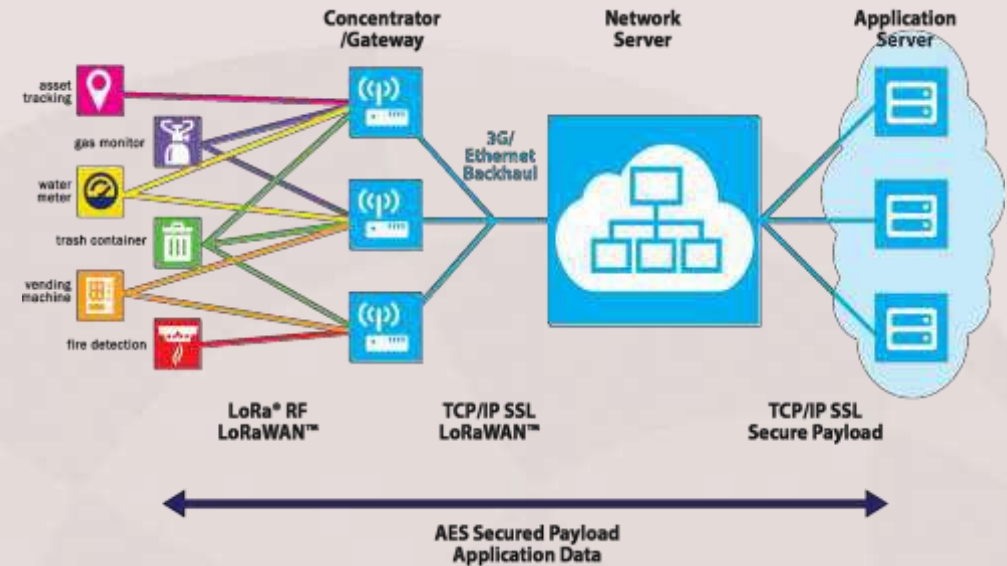 Concentrator
/Gateway
Network
Server
Application
Server
asset
tracking
gas monitor
water
meter
trash container
vending
machine
fire detection
3G/
Ethernet
Backhaul
LoRa® RF
LoRaWAN™
TCP/IP SSL
LoRaWAN™
TCP/IP SSL
Secure Payload
AES Secured Payload
Application Data